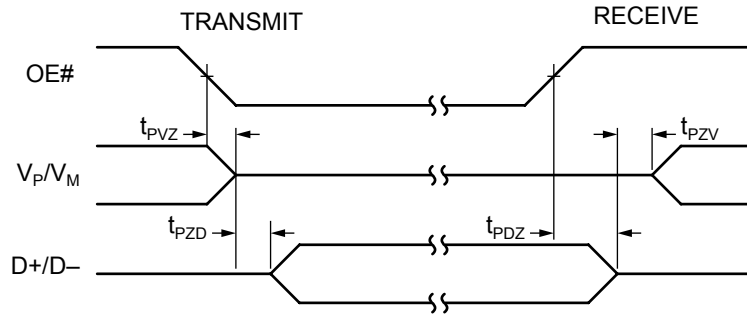 TRANSMIT
RECEIVE
OE#
tPVZ
tPZV
VP/VM
tPZD
tPDZ
D+/D–